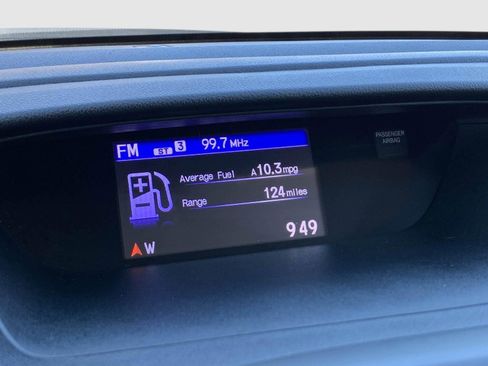 FM ST 3 99.7 MHz
PASSENGER
AIRBAG
Average Fuel A10.3mpg
Range 124miles
949
W